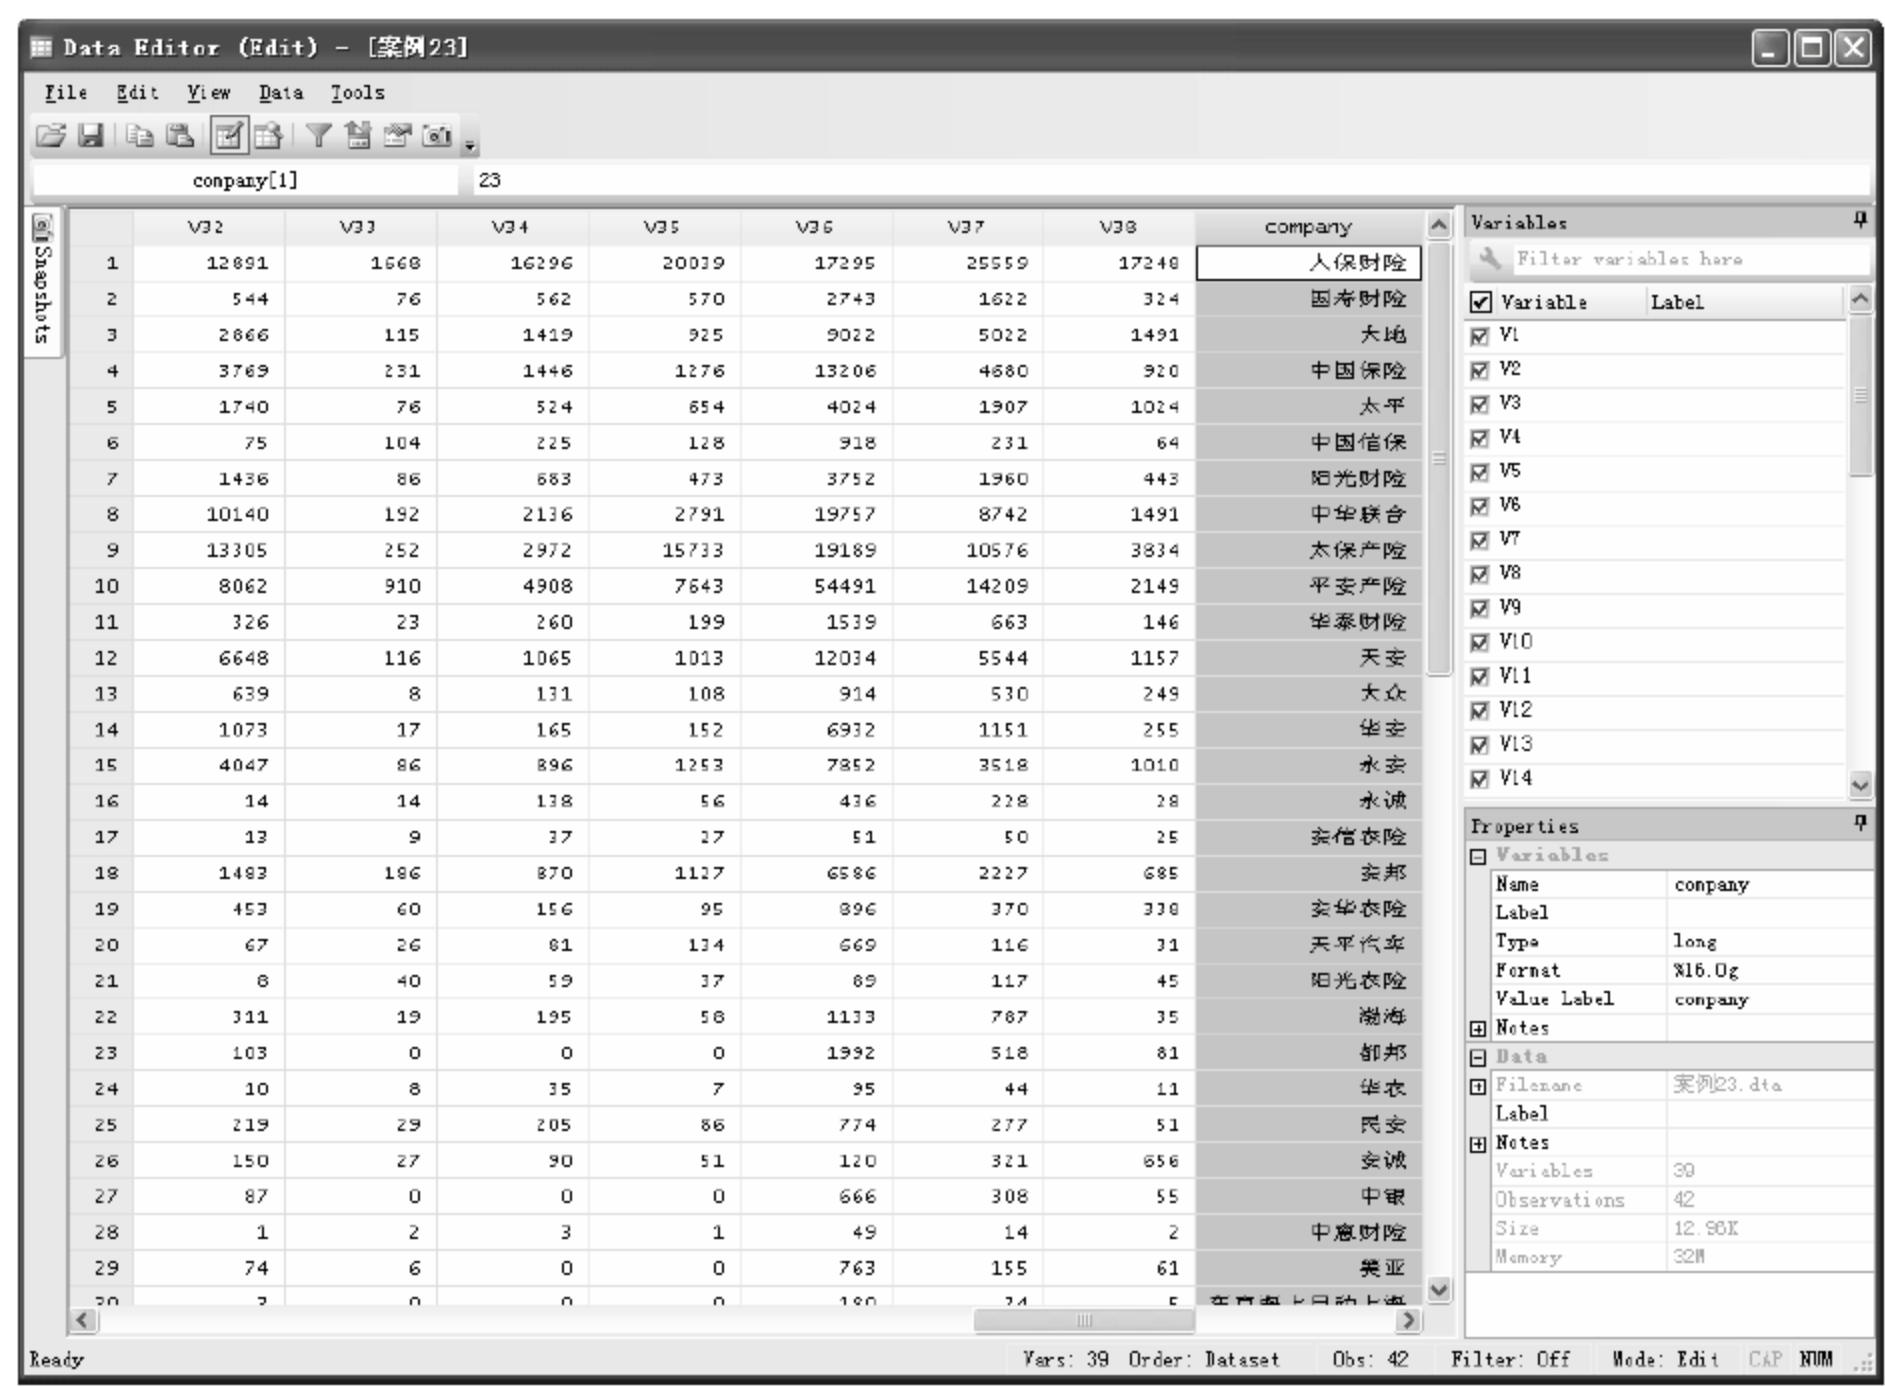 Data Editor (Edit) - [案例23]
File Edit View Data Tools
company[1] 23
Snapshots
V32 V33 V34 V35 V36 V37 V38 company
1 12891 1668 16296 20039 17295 25559 17248 人保财险
2 544 76 562 570 2743 1622 324 国寿财险
3 2866 115 1419 925 9022 5022 1491 大地
4 3769 231 1446 1276 13206 4680 920 中国保险
5 1740 76 524 654 4024 1907 1024 太平
6 75 104 225 128 918 231 64 中国信保
7 1436 86 683 473 3752 1960 443 阳光财险
8 10140 192 2136 2791 19757 8742 1491 中华联合
9 13305 252 2972 15733 19189 10576 3834 太保产险
10 8062 910 4908 7643 54491 14209 2149 平安产险
11 326 23 260 199 1539 663 146 华泰财险
12 6648 116 1065 1013 12034 5544 1157 天安
13 639 8 131 108 914 530 249 大众
14 1073 17 165 152 6932 1151 255 华安
15 4047 86 896 1253 7852 3518 1010 永安
16 14 14 138 56 436 228 28 永诚
17 13 9 37 27 51 50 25 安信农险
18 1483 186 870 1127 6586 2227 685 安邦
19 453 60 156 95 896 370 338 安华农险
20 67 26 81 134 669 116 31 天平汽车
21 8 40 59 37 89 117 45 阳光农险
22 311 19 195 58 1133 787 35 渤海
23 103 0 0 0 1992 518 81 都邦
24 10 8 35 7 95 44 11 华农
25 219 29 205 86 774 277 51 民安
26 150 27 90 51 120 321 656 安诚
27 87 0 0 0 666 308 55 中银
28 1 2 3 1 49 14 2 中意财险
29 74 6 0 0 763 155 61 美亚
Variables
Filter variables here
Variable Label
V1
V2
V3
V4
V5
V6
V7
V8
V9
V10
V11
V12
V13
V14
Properties
Variables
Name company
Label
Type long
Format %16.0g
Value Label company
Notes
Data
Filename 案例23.dta
Label
Notes
Variables 39
Observations 42
Size 12.96K
Memory 32M
Ready Vars: 39 Order: Dataset Obs: 42 Filter: Off Mode: Edit CAP NUM